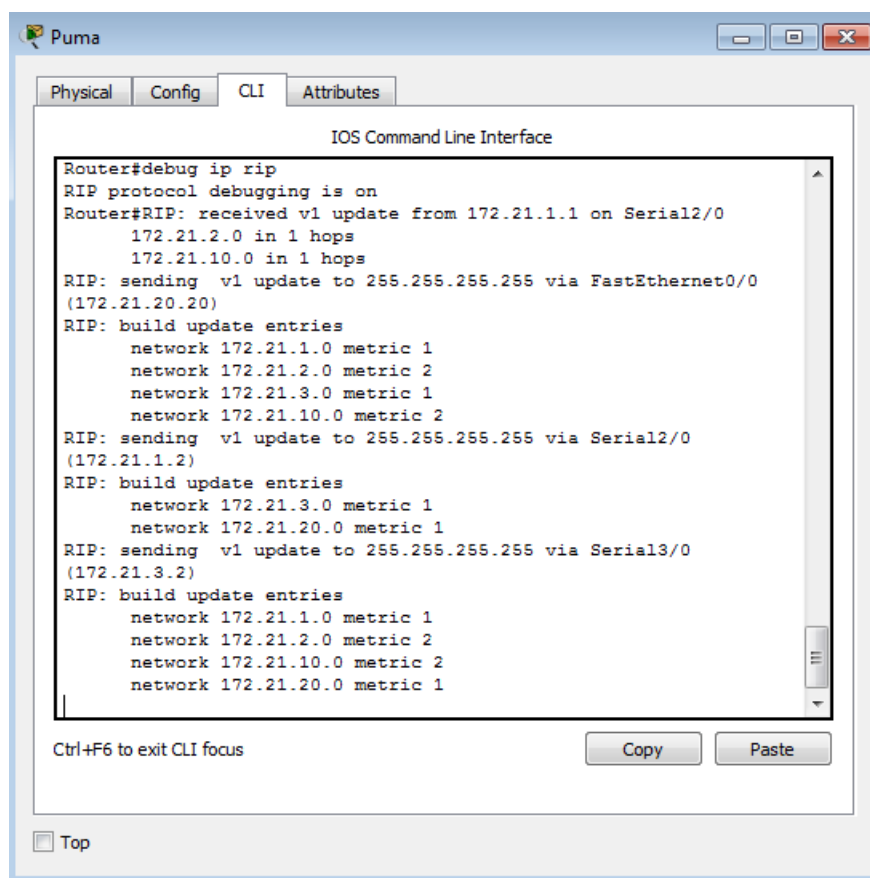 Puma
Physical Config CLI Attributes
IOS Command Line Interface
Router#debug ip rip
RIP protocol debugging is on
Router#RIP: received v1 update from 172.21.1.1 on Serial2/0
172.21.2.0 in 1 hops
172.21.10.0 in 1 hops
RIP: sending  v1 update to 255.255.255.255 via FastEthernet0/0
(172.21.20.20)
RIP: build update entries
network 172.21.1.0 metric 1
network 172.21.2.0 metric 2
network 172.21.3.0 metric 1
network 172.21.10.0 metric 2
RIP: sending  v1 update to 255.255.255.255 via Serial2/0
(172.21.1.2)
RIP: build update entries
network 172.21.3.0 metric 1
network 172.21.20.0 metric 1
RIP: sending  v1 update to 255.255.255.255 via Serial3/0
(172.21.3.2)
RIP: build update entries
network 172.21.1.0 metric 1
network 172.21.2.0 metric 2
network 172.21.10.0 metric 2
network 172.21.20.0 metric 1
Ctrl+F6 to exit CLI focus
Copy Paste
Top